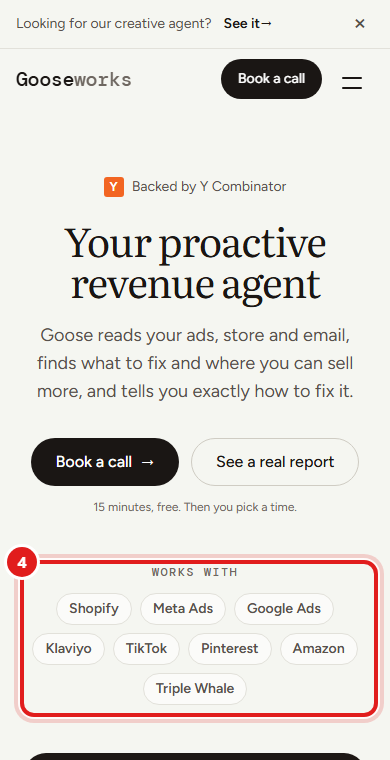 Looking for our creative agent? See it→ ×
Gooseworks
Book a call
Y Backed by Y Combinator
Your proactive
revenue agent
Goose reads your ads, store and email,
finds what to fix and where you can sell
more, and tells you exactly how to fix it.
Book a call → See a real report
15 minutes, free. Then you pick a time.
4
WORKS WITH
Shopify Meta Ads Google Ads
Klaviyo TikTok Pinterest Amazon
Triple Whale